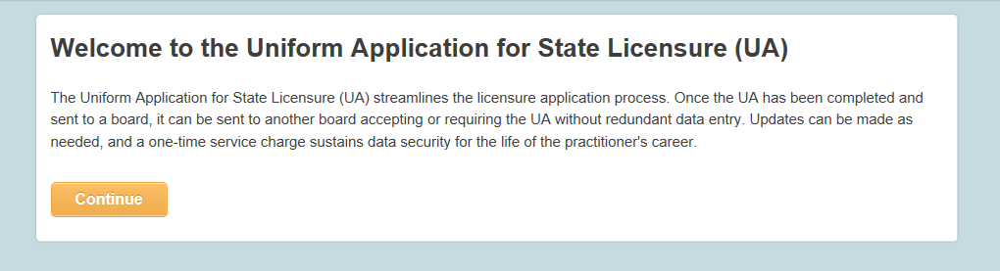 Welcome to the Uniform Application for State Licensure (UA)
The Uniform Application for State Licensure (UA) streamlines the licensure application process. Once the UA has been completed and
sent to a board, it can be sent to another board accepting or requiring the UA without redundant data entry. Updates can be made as
needed, and a one-time service charge sustains data security for the life of the practitioner's career.
Continue